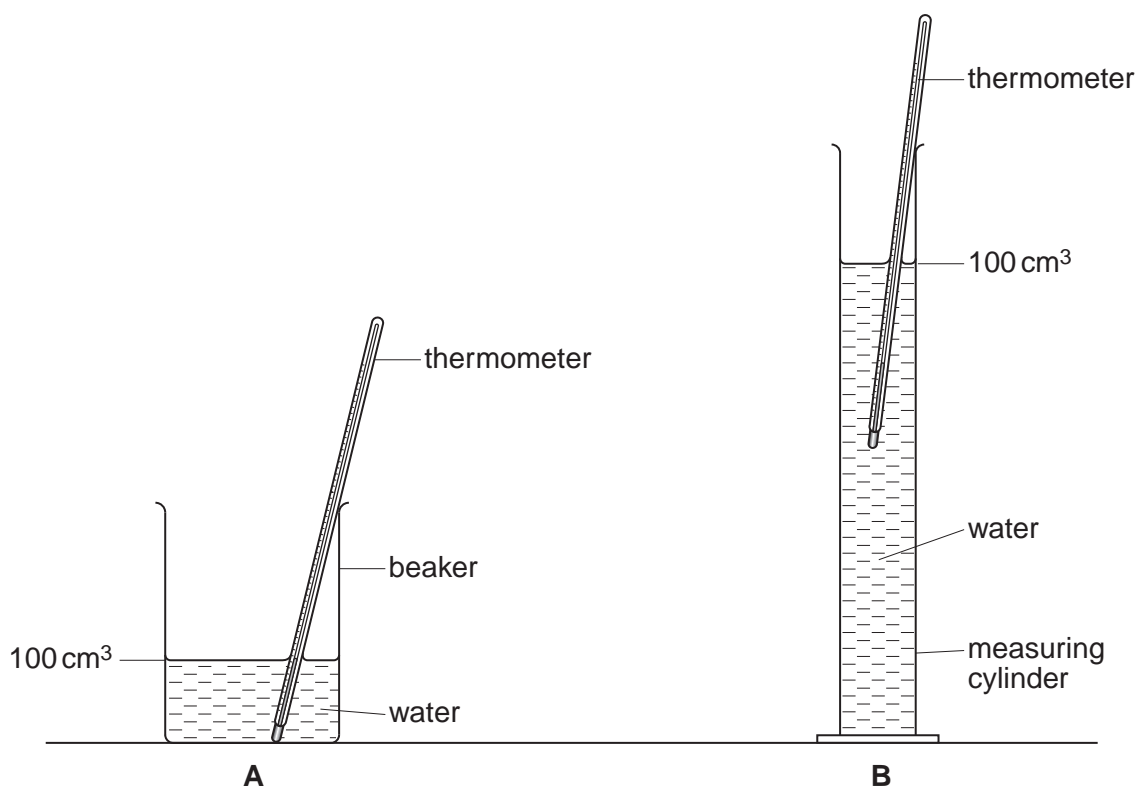 thermometer
100 cm³
water
measuring
cylinder
B
thermometer
beaker
100 cm³
water
A